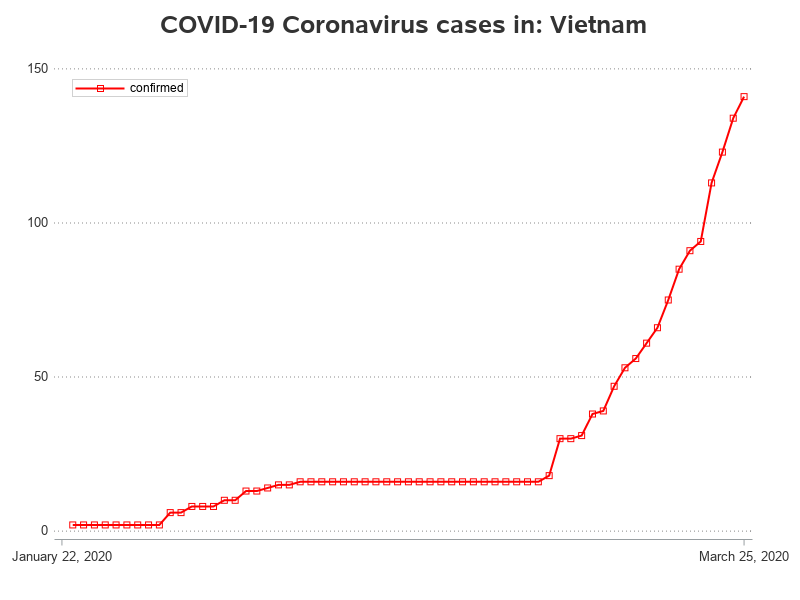 COVID-19 Coronavirus cases in: Vietnam
150
confirmed
100
50
0
January 22, 2020
March 25, 2020